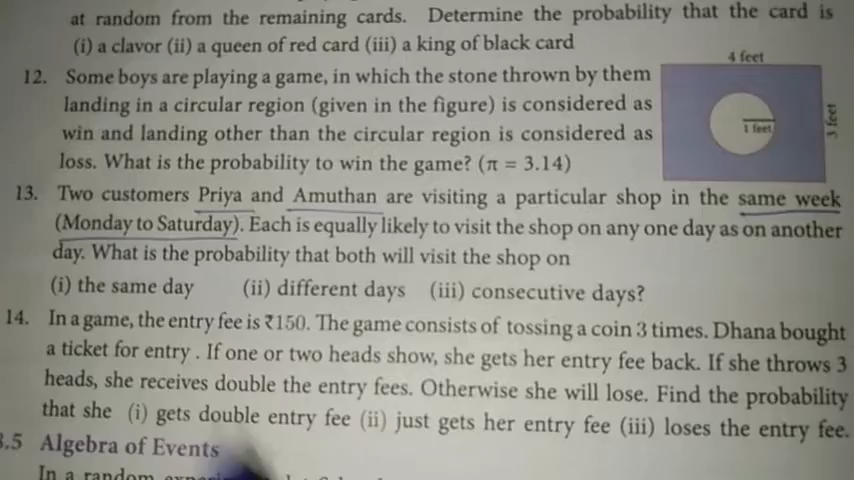 at random from the remaining cards. Determine the probability that the card is
(i) a clavor (ii) a queen of red card (iii) a king of black card
12. Some boys are playing a game, in which the stone thrown by them
landing in a circular region (given in the figure) is considered as
win and landing other than the circular region is considered as
loss. What is the probability to win the game? (π = 3.14)
4 feet
1 feet
3 feet
13. Two customers Priya and Amuthan are visiting a particular shop in the same week
(Monday to Saturday). Each is equally likely to visit the shop on any one day as on another
day. What is the probability that both will visit the shop on
(i) the same day (ii) different days (iii) consecutive days?
14. In a game, the entry fee is ₹150. The game consists of tossing a coin 3 times. Dhana bought
a ticket for entry . If one or two heads show, she gets her entry fee back. If she throws 3
heads, she receives double the entry fees. Otherwise she will lose. Find the probability
that she (i) gets double entry fee (ii) just gets her entry fee (iii) loses the entry fee.
.5 Algebra of Events
In a random